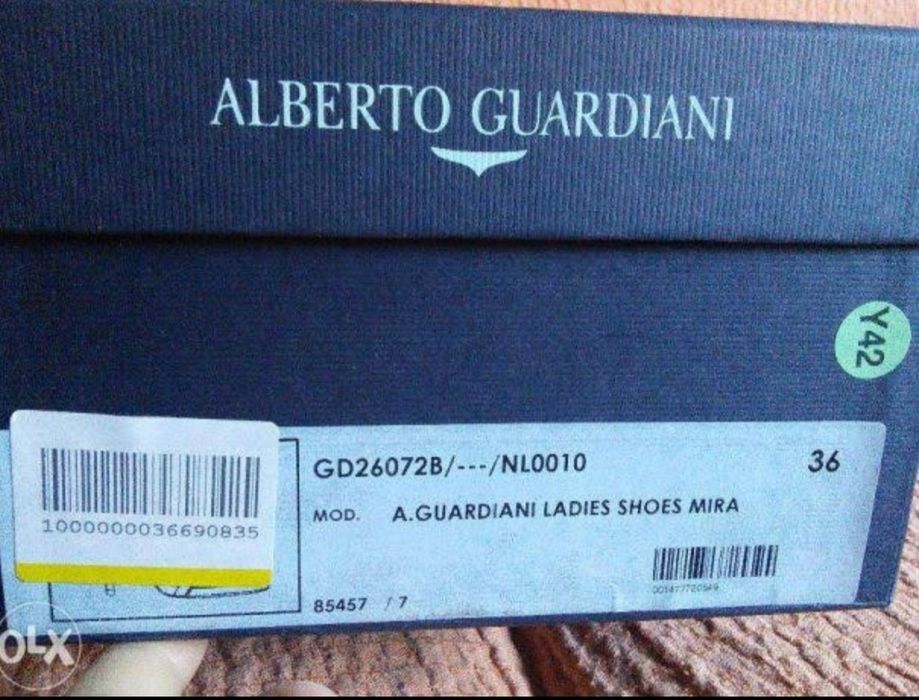 ALBERTO GUARDIANI
Y42
GD26072B/---/NL0010 36
MOD. A.GUARDIANI LADIES SHOES MIRA
1000000036690835
85457 / 7
OLX